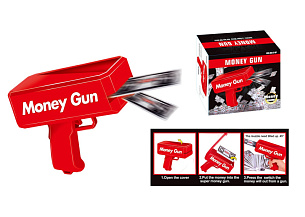 MONEY GUN
Money Gun
Money Gun
The muzzle need lifted up 45°
1.Open the cover
2.Put the money into the
super money gun.
3.Press the switch the
money will out from a gun.